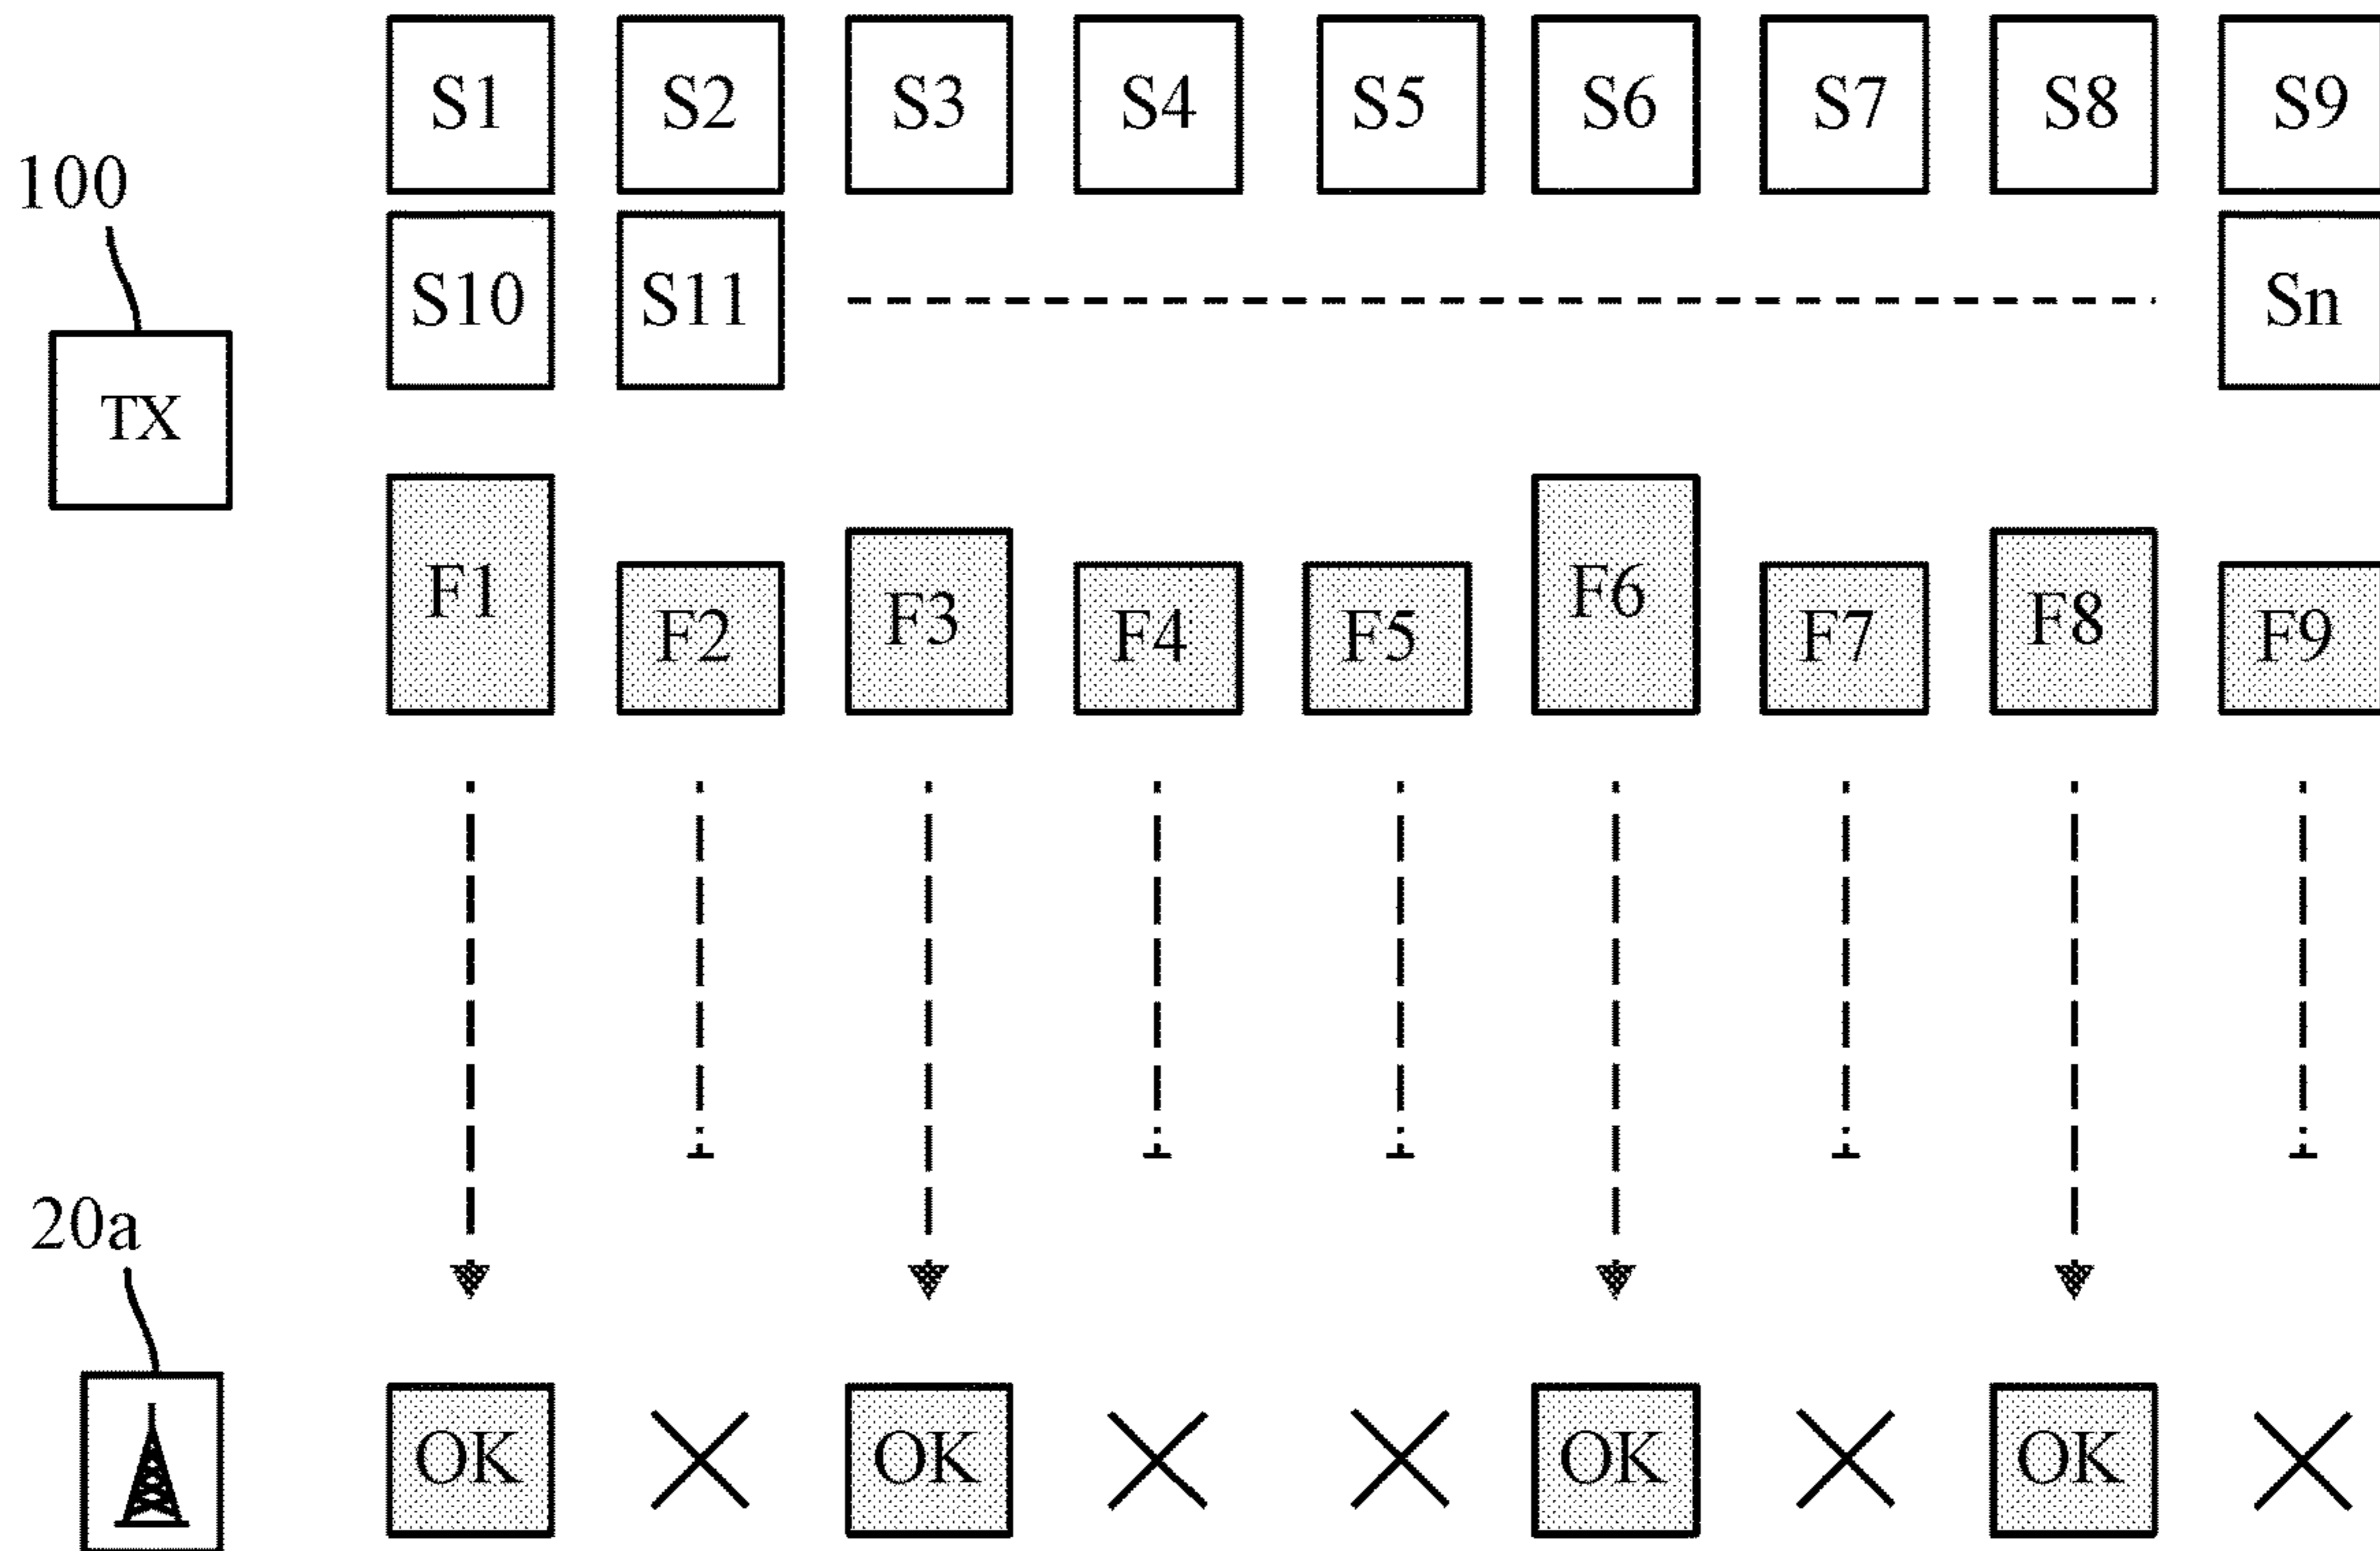 S1 S2 S3 S4 S5 S6 S7 S8 S9
100
S10 S11 Sn
TX
F1 F2 F3 F4 F5 F6 F7 F8 F9
20a
OK OK OK OK